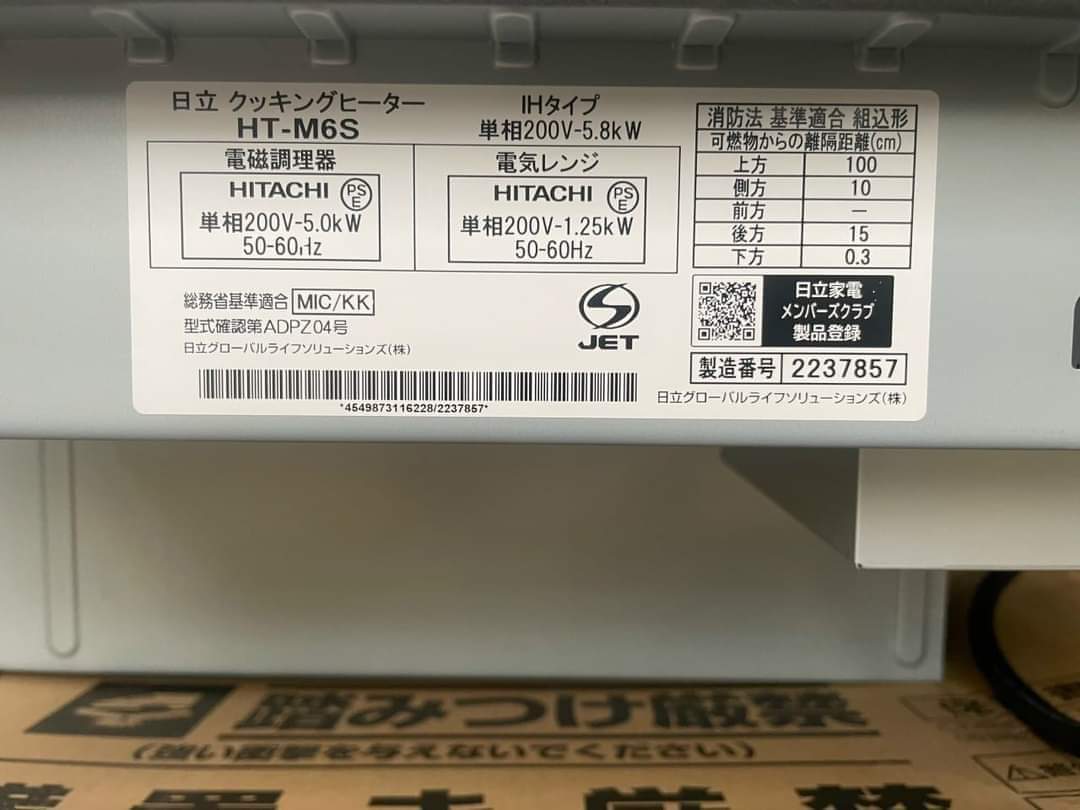 日立 クッキングヒーター
HT-M6S
IHタイプ
単相200V-5.8kW
電磁調理器
HITACHI PSE
単相200V-5.0kW
50-60Hz
電気レンジ
HITACHI PSE
単相200V-1.25kW
50-60Hz
消防法 基準適合 組込形
可燃物からの離隔距離(cm)
上方 100
側方 10
前方 ―
後方 15
下方 0.3
総務省基準適合 MIC/KK
型式確認第ADPZ04号
日立グローバルライフソリューションズ(株)
JET
日立家電
メンバーズクラブ
製品登録
製造番号 2237857
*4549873116228/2237857*
日立グローバルライフソリューションズ(株)
踏みつけ厳禁
(強い衝撃を与えないでください)